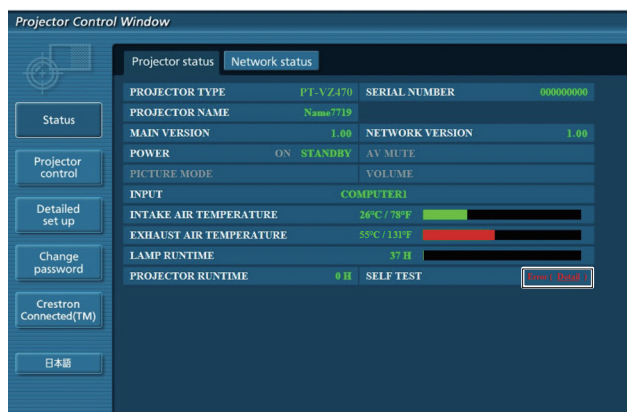 Projector Control Window
Projector status
Network status
Status
Projector control
Detailed set up
Change password
Crestron Connected(TM)
日本語
PROJECTOR TYPE PT-VZ470 SERIAL NUMBER 000000000
PROJECTOR NAME Name7719
MAIN VERSION 1.00 NETWORK VERSION 1.00
POWER ON STANDBY AV MUTE
PICTURE MODE VOLUME
INPUT COMPUTER1
INTAKE AIR TEMPERATURE 26°C / 78°F
EXHAUST AIR TEMPERATURE 55°C / 131°F
LAMP RUNTIME 37 H
PROJECTOR RUNTIME 0 H SELF TEST Error ( Detail )